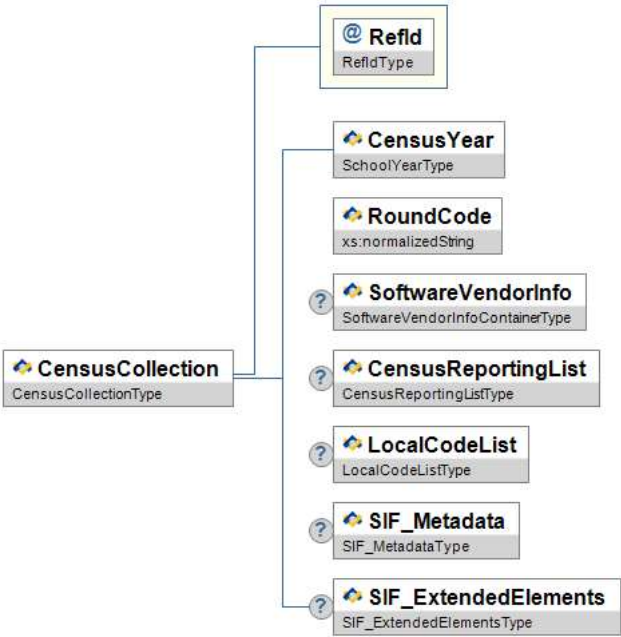 @ RefId
RefIdType
CensusYear
SchoolYearType
RoundCode
xs:normalizedString
? SoftwareVendorInfo
SoftwareVendorInfoContainerType
CensusCollection
CensusCollectionType
? CensusReportingList
CensusReportingListType
? LocalCodeList
LocalCodeListType
? SIF_Metadata
SIF_MetadataType
? SIF_ExtendedElements
SIF_ExtendedElementsType